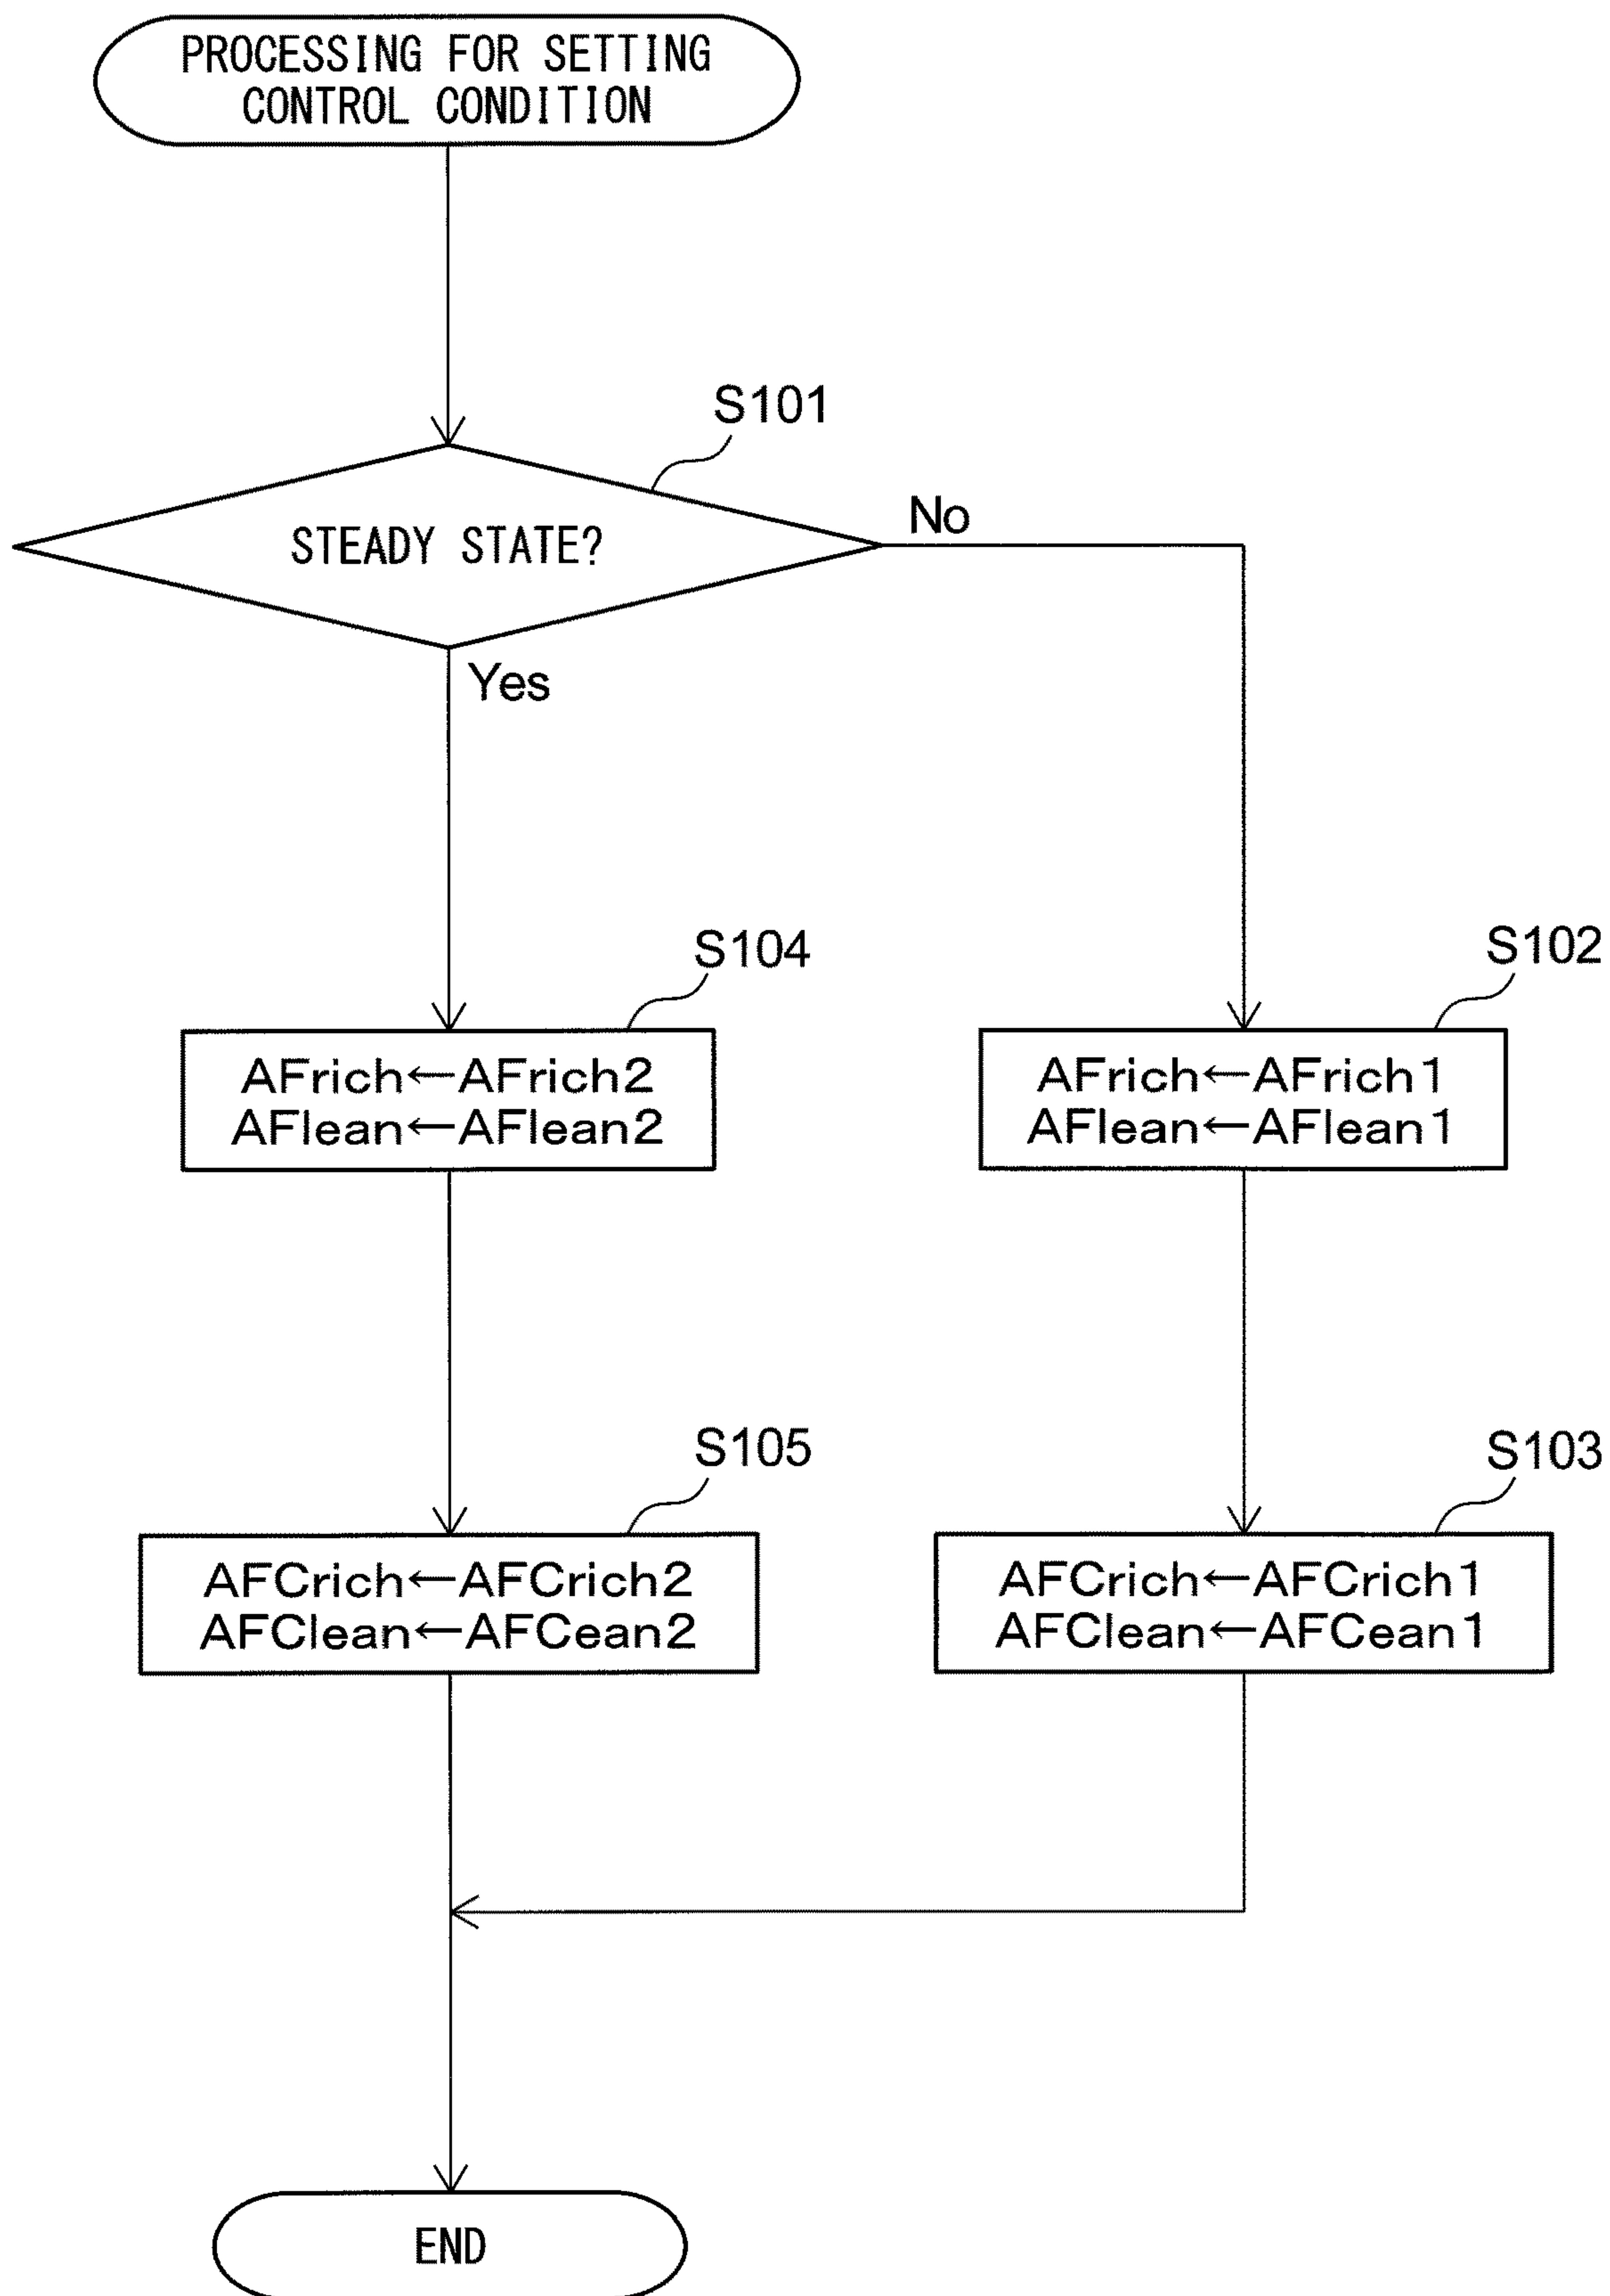 PROCESSING FOR SETTING
CONTROL CONDITION
S101
STEADY STATE?
No
Yes
S104
AFrich←AFrich2
AFlean←AFlean2
S102
AFrich←AFrich1
AFlean←AFlean1
S105
AFCrich←AFCrich2
AFClean←AFCean2
S103
AFCrich←AFCrich1
AFClean←AFCean1
END